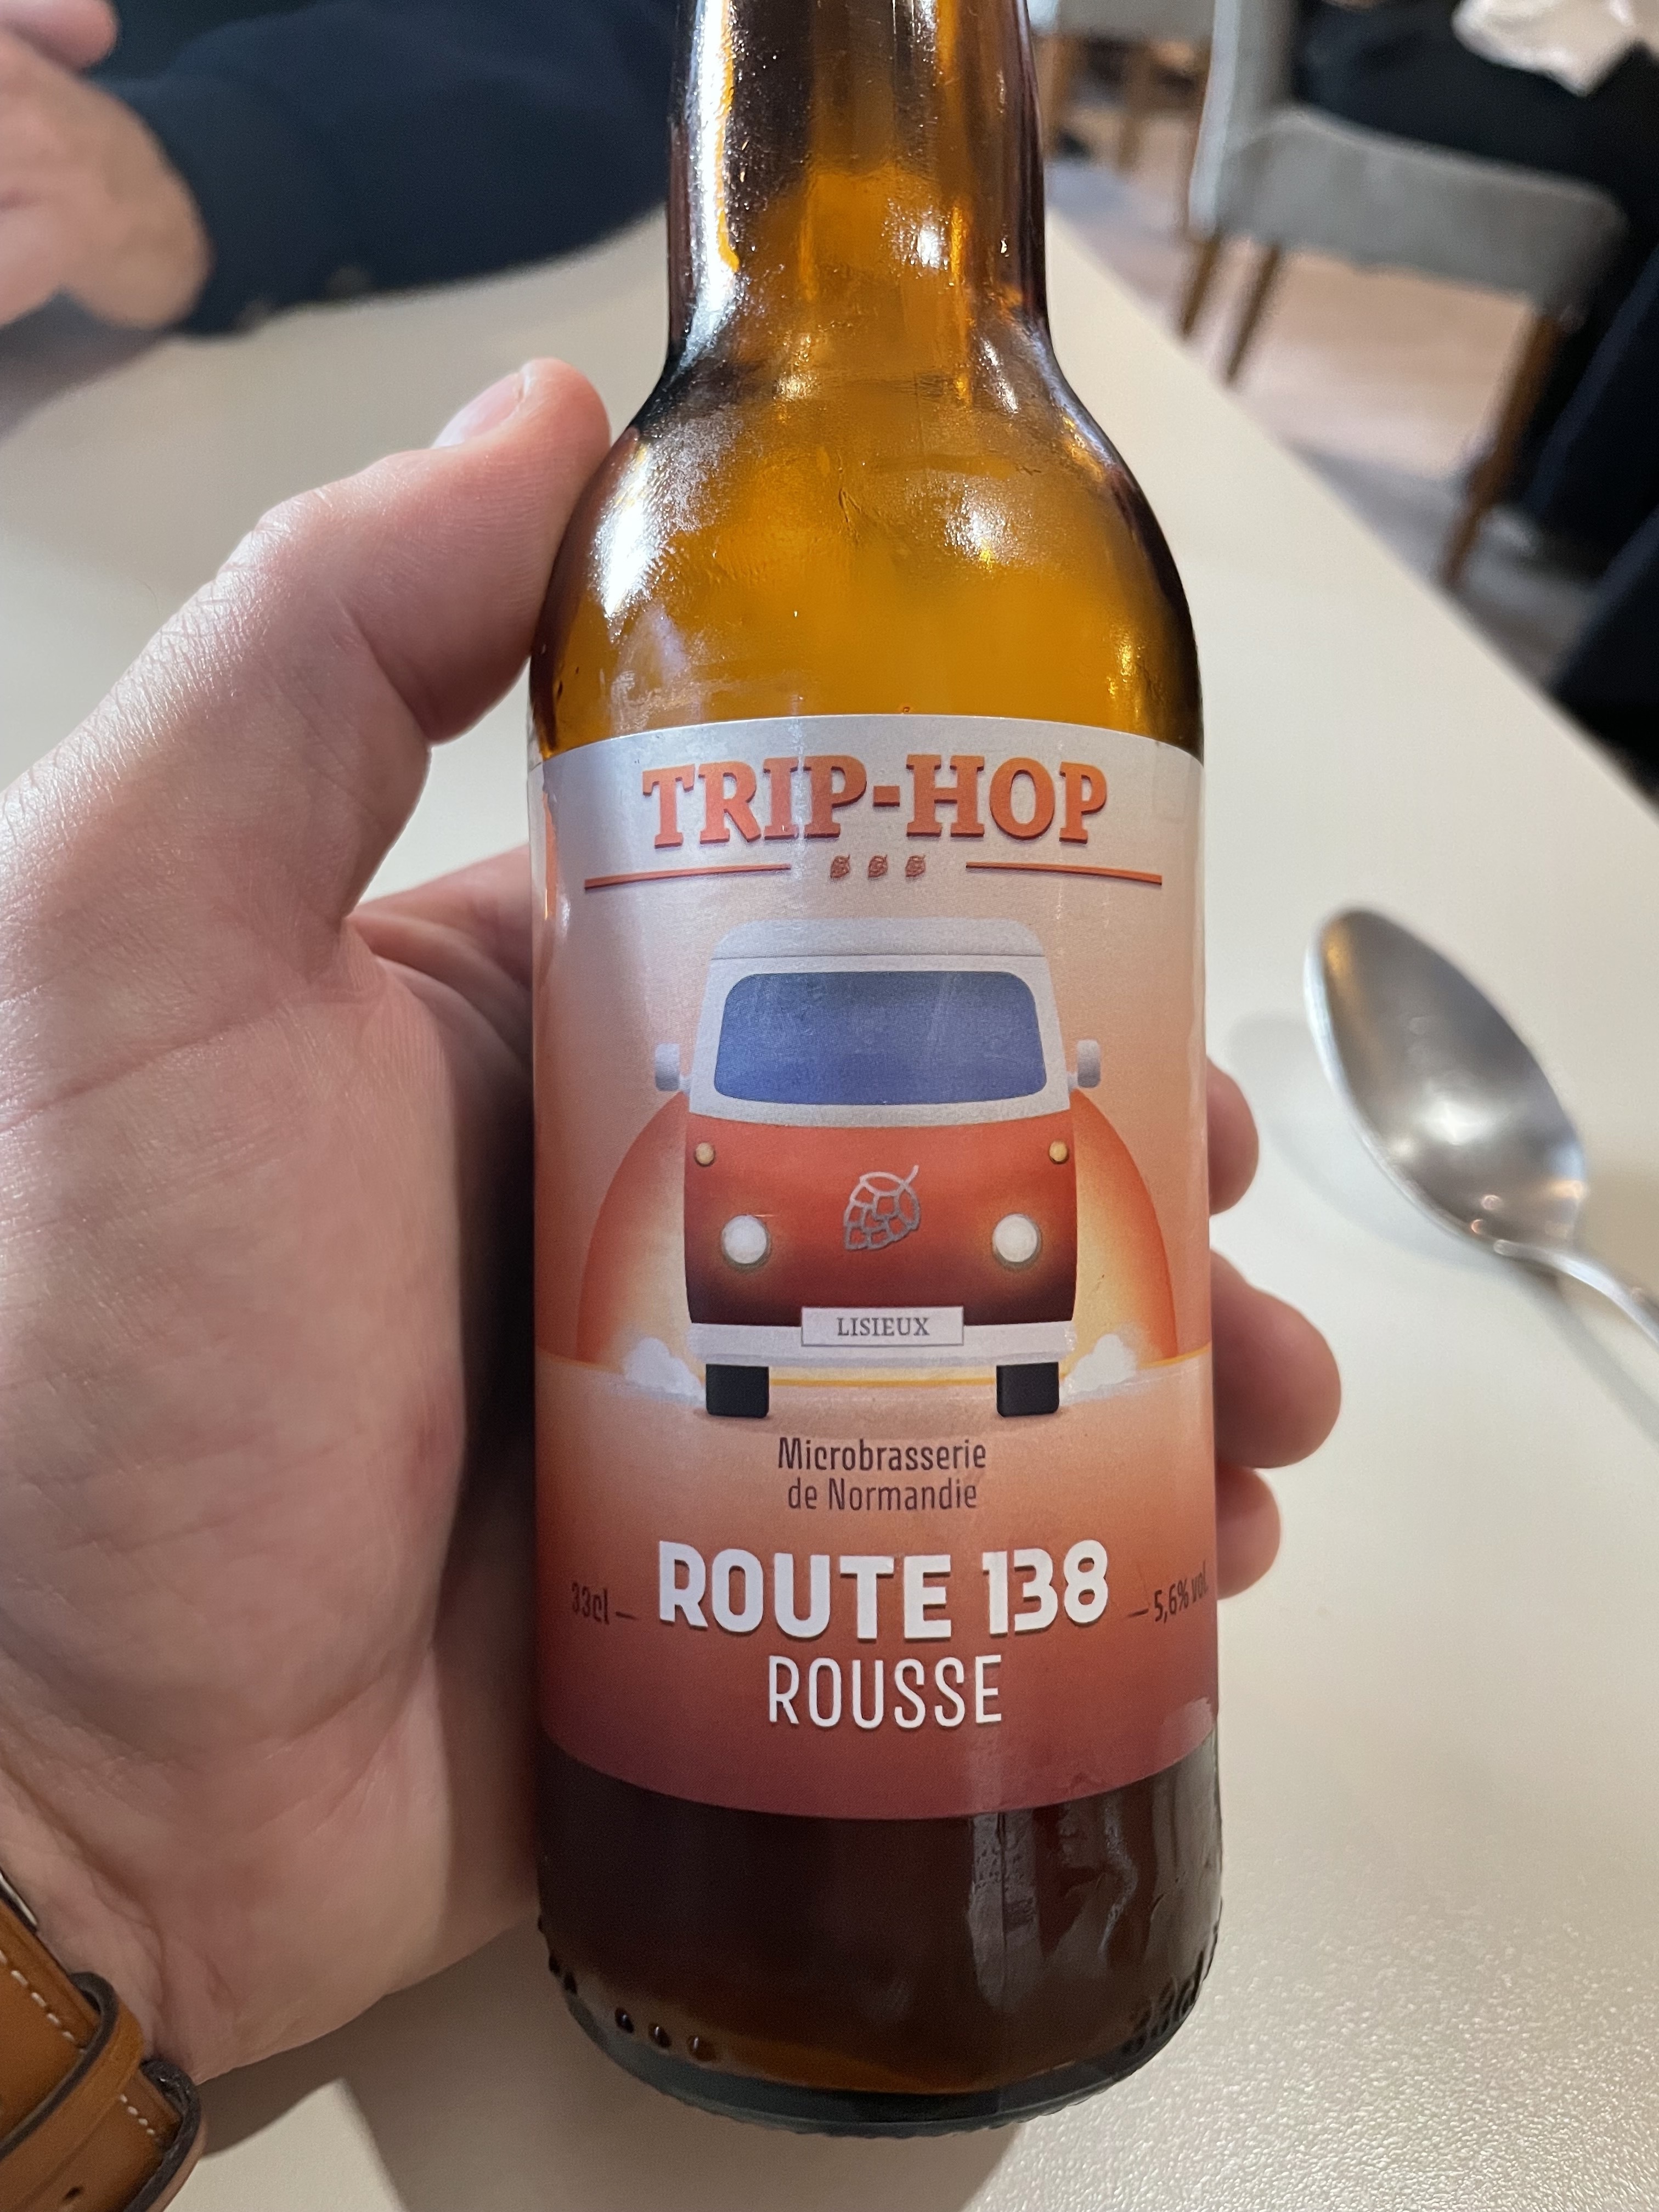 TRIP-HOP
LISIEUX
Microbrasserie
de Normandie
33cl — ROUTE 138 — 5,6% vol.
ROUSSE